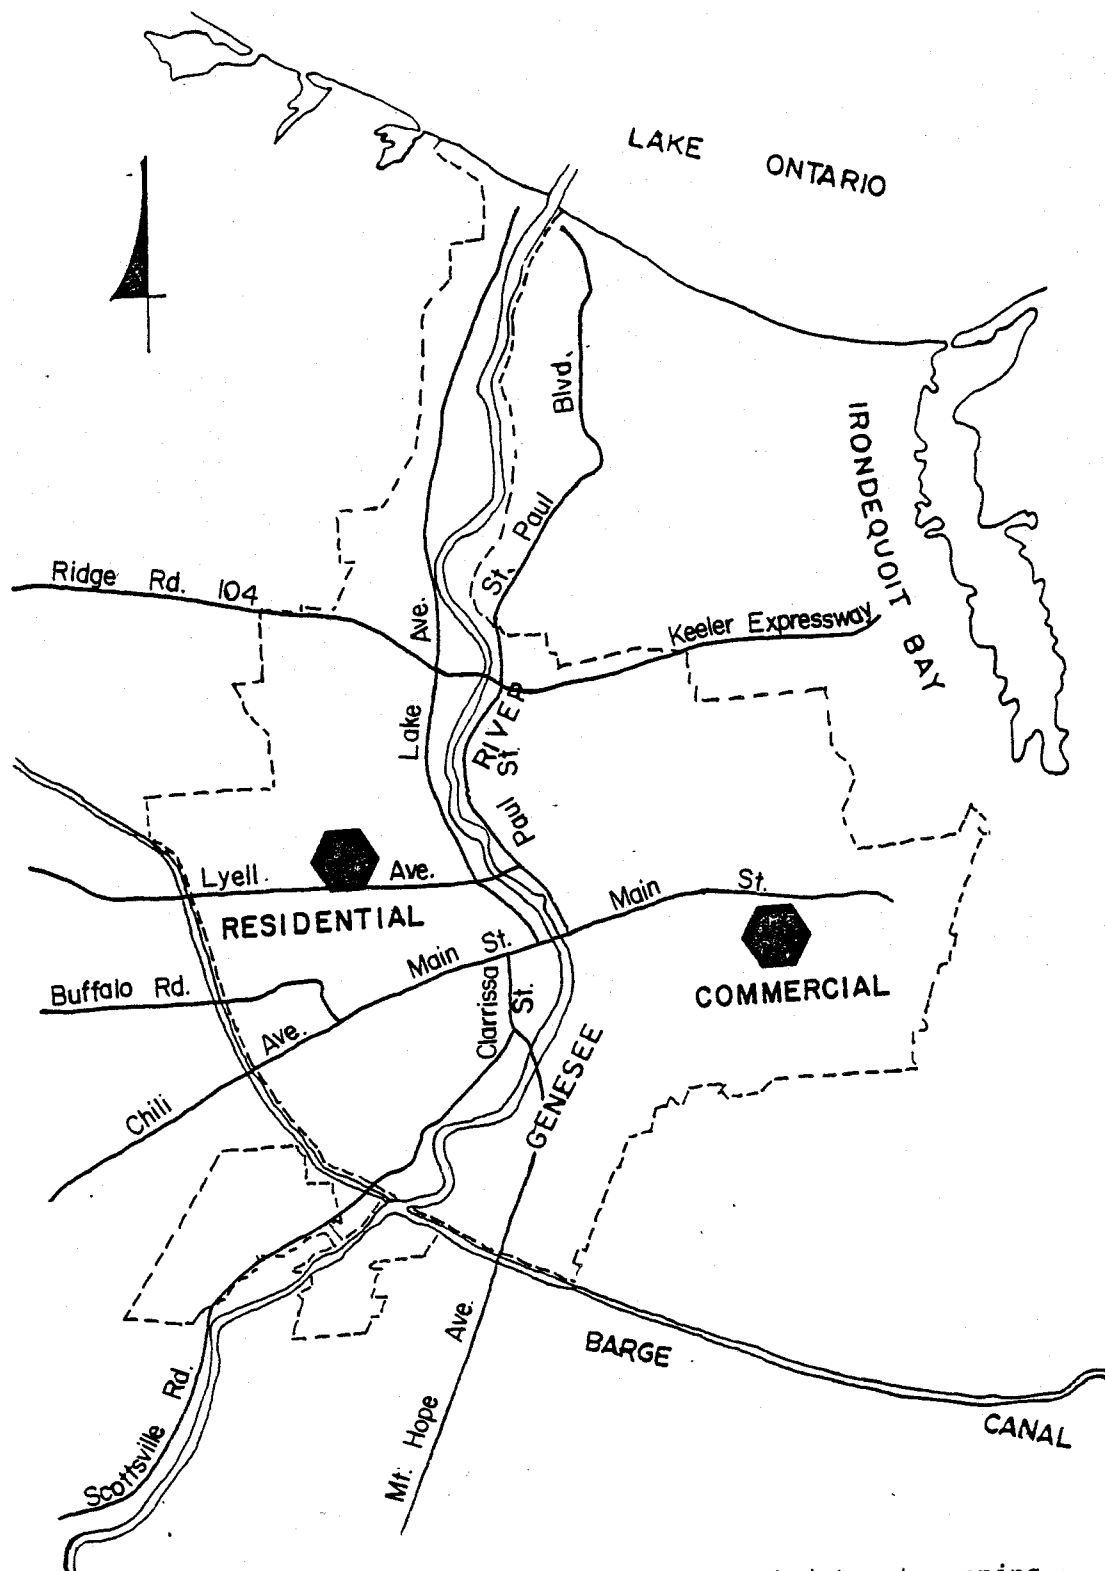 LAKE ONTARIO
Blvd.
IRONDEQUOIT BAY
Paul
St.
Ridge Rd. 104
Ave.
Lake
Keeler Expressway
RIVER
St.
Paul
Lyell Ave.
RESIDENTIAL
Main St.
COMMERCIAL
Main St.
Buffalo Rd.
Clarrissa St.
Chili Ave.
GENESEE
BARGE CANAL
Mt. Hope Ave.
Scottsville Rd.